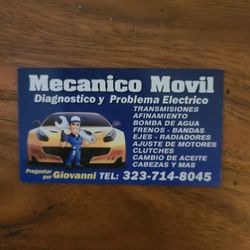 Mecanico Movil
Diagnostico y Problema Electrico
TRANSMISIONES
AFINAMIENTO
BOMBA DE AGUA
FRENOS - BANDAS
EJES - RADIADORES
AJUSTE DE MOTORES
CLUTCHES
CAMBIO DE ACEITE
CABEZAS Y MAS
Preguntar
por Giovanni TEL: 323-714-8045